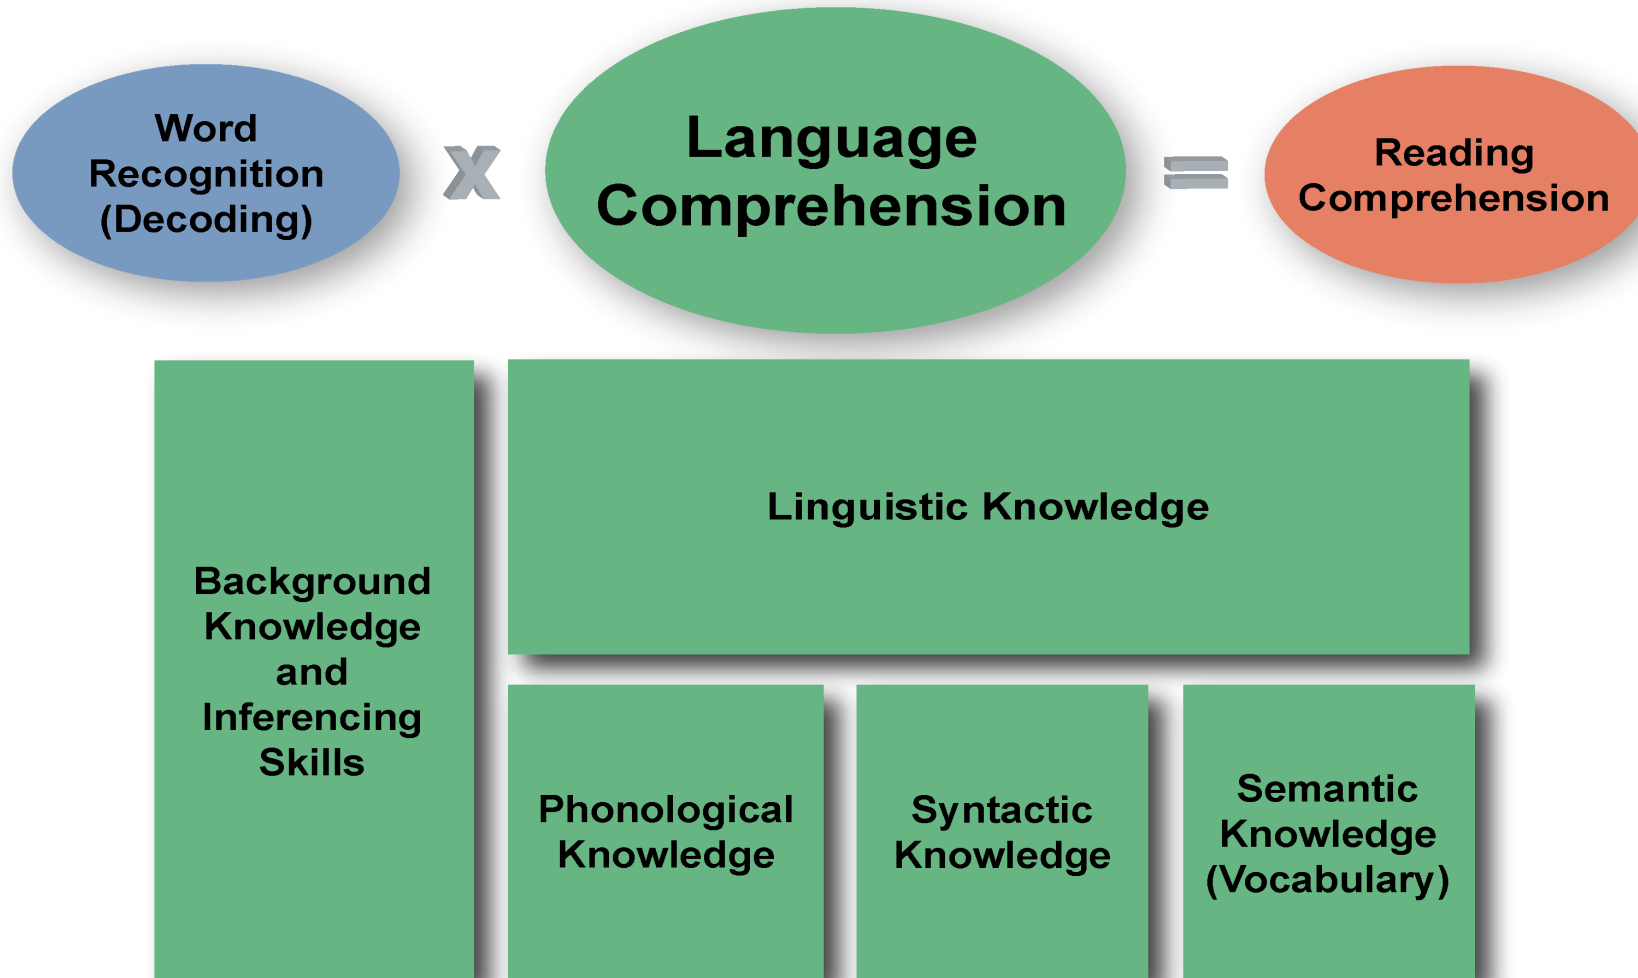 Word
Recognition
(Decoding)
x
Language
Comprehension
=
Reading
Comprehension
Background
Knowledge
and
Inferencing
Skills
Linguistic Knowledge
Phonological
Knowledge
Syntactic
Knowledge
Semantic
Knowledge
(Vocabulary)